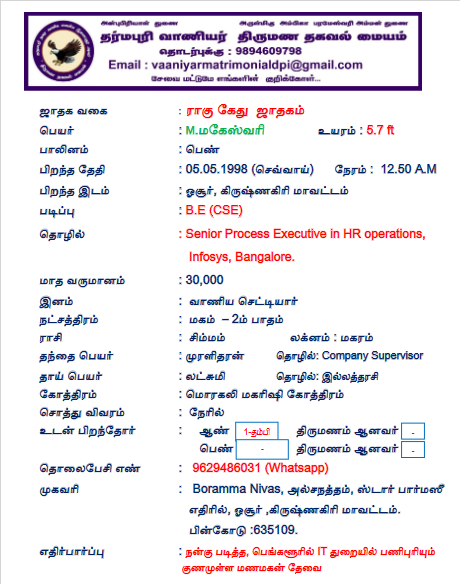 அன்புபிரியாள் துணை அருள்மிகு அம்பிகா பரமேஸ்வரி அம்மன் துணை
தர்மபுரி வாணியர் திருமண தகவல் மையம்
தொடர்புக்கு : 9894609798
Email : vaaniyarmatrimonialdpi@gmail.com
சேவை மட்டுமே எங்களின் குறிக்கோள்...
ஜாதக வகை : ராகு கேது ஜாதகம்
பெயர் : M.மகேஸ்வரி உயரம் : 5.7 ft
பாலினம் : பெண்
பிறந்த தேதி : 05.05.1998 (செவ்வாய்) நேரம் : 12.50 A.M
பிறந்த இடம் : ஓசூர், கிருஷ்ணகிரி மாவட்டம்
படிப்பு : B.E (CSE)
தொழில் : Senior Process Executive in HR operations,
Infosys, Bangalore.
மாத வருமானம் : 30,000
இனம் : வாணிய செட்டியார்
நட்சத்திரம் : மகம் – 2ம் பாதம்
ராசி : சிம்மம் லக்னம் : மகரம்
தந்தை பெயர் : முரளிதரன் தொழில்: Company Supervisor
தாய் பெயர் : லட்சுமி தொழில்: இல்லத்தரசி
கோத்திரம் : மொரகலி மகரிஷி கோத்திரம்
சொத்து விவரம் : நேரில்
உடன் பிறந்தோர் : ஆண் 1-தம்பி திருமணம் ஆனவர் -
பெண் - திருமணம் ஆனவர் -
தொலைபேசி எண் : 9629486031 (Whatsapp)
முகவரி : Boramma Nivas, அல்சநத்தம், ஸ்டார் பார்மஸீ
எதிரில், ஓசூர் ,கிருஷ்ணகிரி மாவட்டம்.
பின்கோடு :635109.
எதிர்பார்ப்பு : நன்கு படித்த, பெங்களூரில் IT துறையில் பணிபுரியும்
குணமுள்ள மணமகன் தேவை